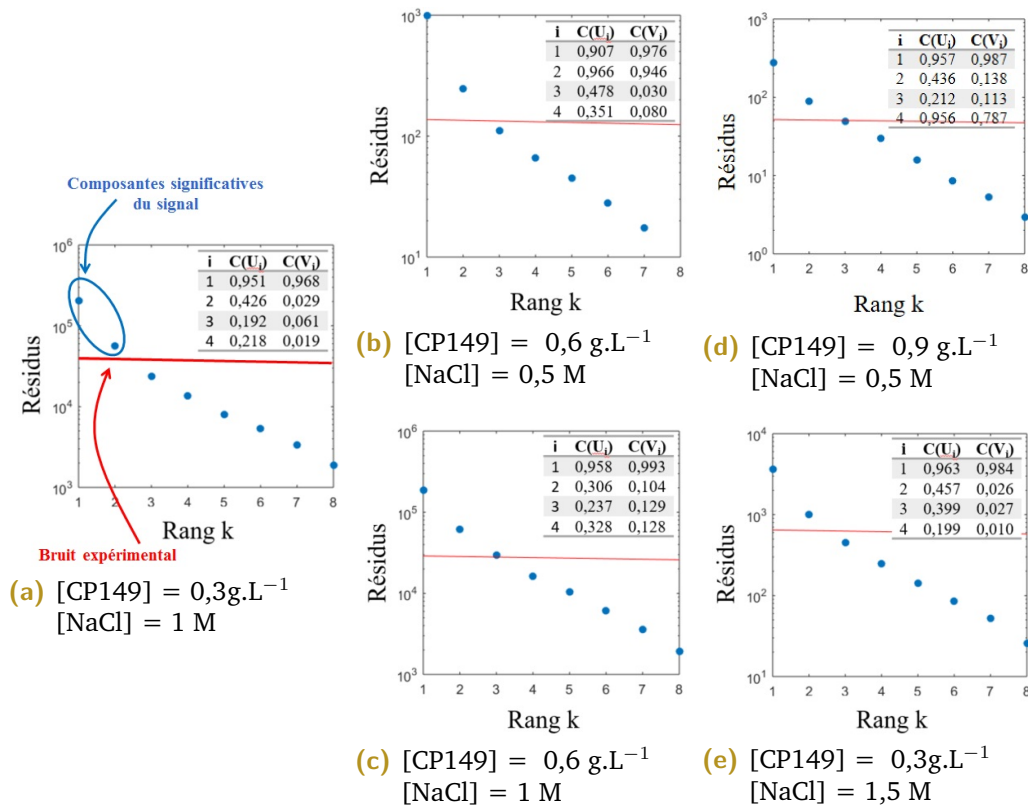 Composantes significatives
du signal
10⁶
10⁵
10⁴
10³
Résidus
1 2 3 4 5 6 7 8
Rang k
i C(Uᵢ) C(Vᵢ)
1 0,951 0,968
2 0,426 0,029
3 0,192 0,061
4 0,218 0,019
Bruit expérimental
(a) [CP149] = 0,3g.L⁻¹
[NaCl] = 1 M
10³
10²
10¹
Résidus
1 2 3 4 5 6 7 8
Rang k
i C(Uᵢ) C(Vᵢ)
1 0,907 0,976
2 0,966 0,946
3 0,478 0,030
4 0,351 0,080
(b) [CP149] = 0,6 g.L⁻¹
[NaCl] = 0,5 M
10³
10²
10¹
10⁰
Résidus
1 2 3 4 5 6 7 8
Rang k
i C(Uᵢ) C(Vᵢ)
1 0,957 0,987
2 0,436 0,138
3 0,212 0,113
4 0,956 0,787
(d) [CP149] = 0,9 g.L⁻¹
[NaCl] = 0,5 M
10⁶
10⁵
10⁴
10³
Résidus
1 2 3 4 5 6 7 8
Rang k
i C(Uᵢ) C(Vᵢ)
1 0,958 0,993
2 0,306 0,104
3 0,237 0,129
4 0,328 0,128
(c) [CP149] = 0,6 g.L⁻¹
[NaCl] = 1 M
10⁴
10³
10²
10¹
Résidus
1 2 3 4 5 6 7 8
Rang k
i C(Uᵢ) C(Vᵢ)
1 0,963 0,984
2 0,457 0,026
3 0,399 0,027
4 0,199 0,010
(e) [CP149] = 0,3g.L⁻¹
[NaCl] = 1,5 M